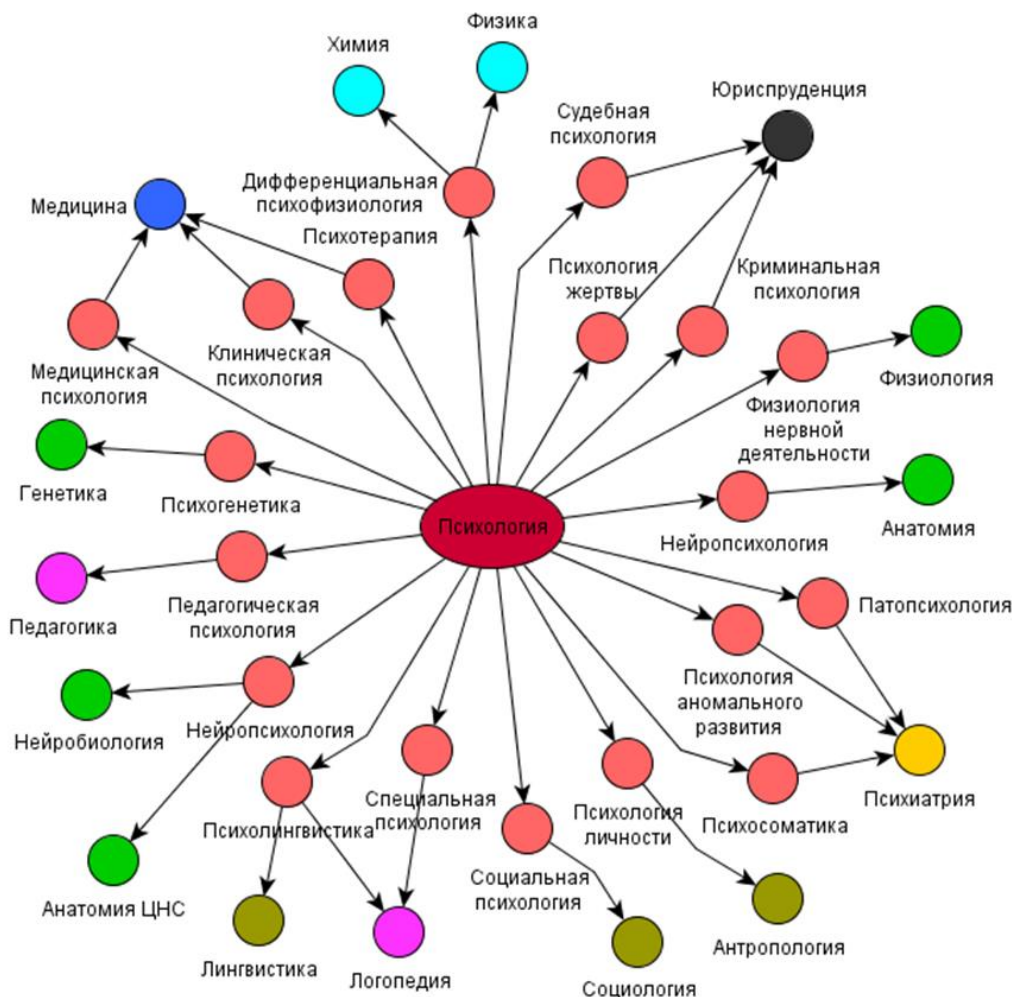 Физика
Химия
Юриспруденция
Судебная
психология
Дифференциальная
психофизиология
Медицина
Психотерапия
Психология
жертвы
Криминальная
психология
Клиническая
психология
Медицинская
психология
Физиология
Физиология
нервной
деятельности
Генетика
Психогенетика
Психология
Нейропсихология
Анатомия
Педагогика
Педагогическая
психология
Патопсихология
Психология
аномального
развития
Нейробиология
Нейропсихология
Психиатрия
Психолингвистика
Специальная
психология
Психология
личности
Психосоматика
Социальная
психология
Анатомия ЦНС
Антропология
Лингвистика
Логопедия
Социология